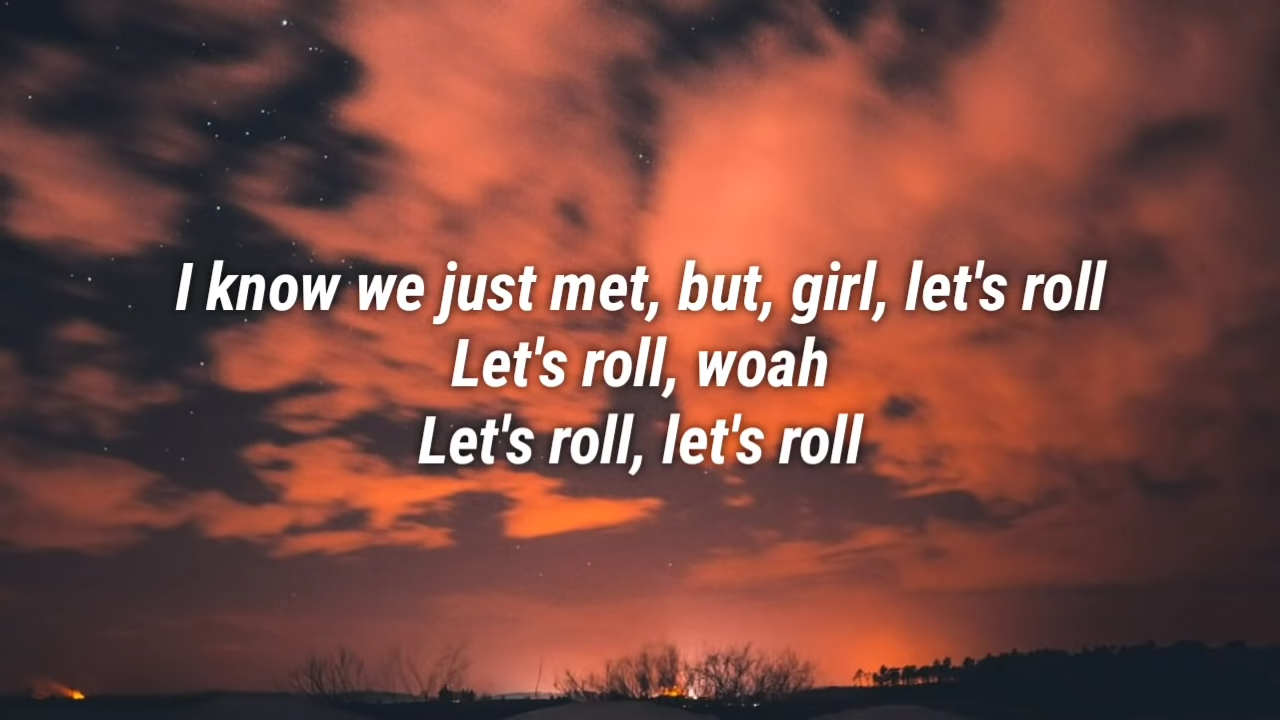 I know we just met, but, girl, let's roll
Let's roll, woah
Let's roll, let's roll